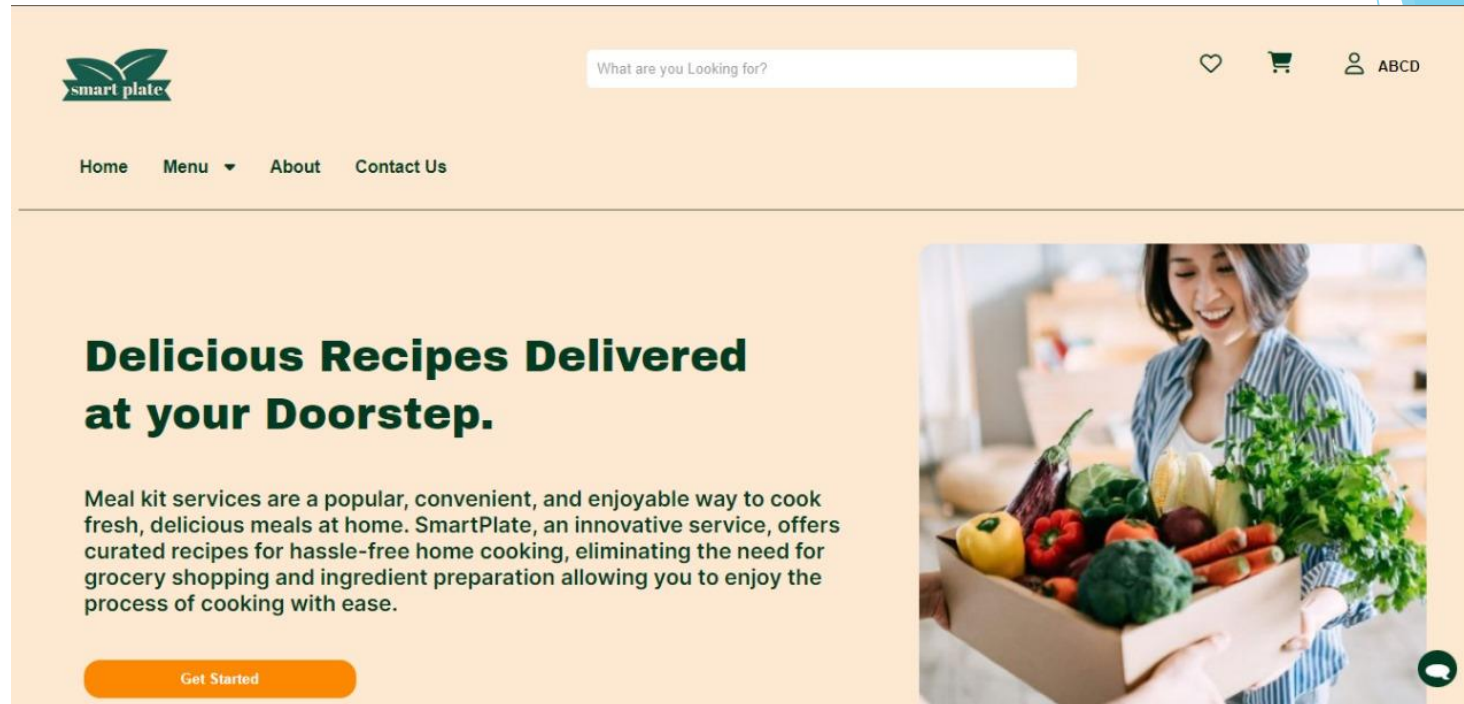 smart plate
What are you Looking for?
ABCD
Home Menu About Contact Us
Delicious Recipes Delivered
at your Doorstep.
Meal kit services are a popular, convenient, and enjoyable way to cook
fresh, delicious meals at home. SmartPlate, an innovative service, offers
curated recipes for hassle-free home cooking, eliminating the need for
grocery shopping and ingredient preparation allowing you to enjoy the
process of cooking with ease.
Get Started